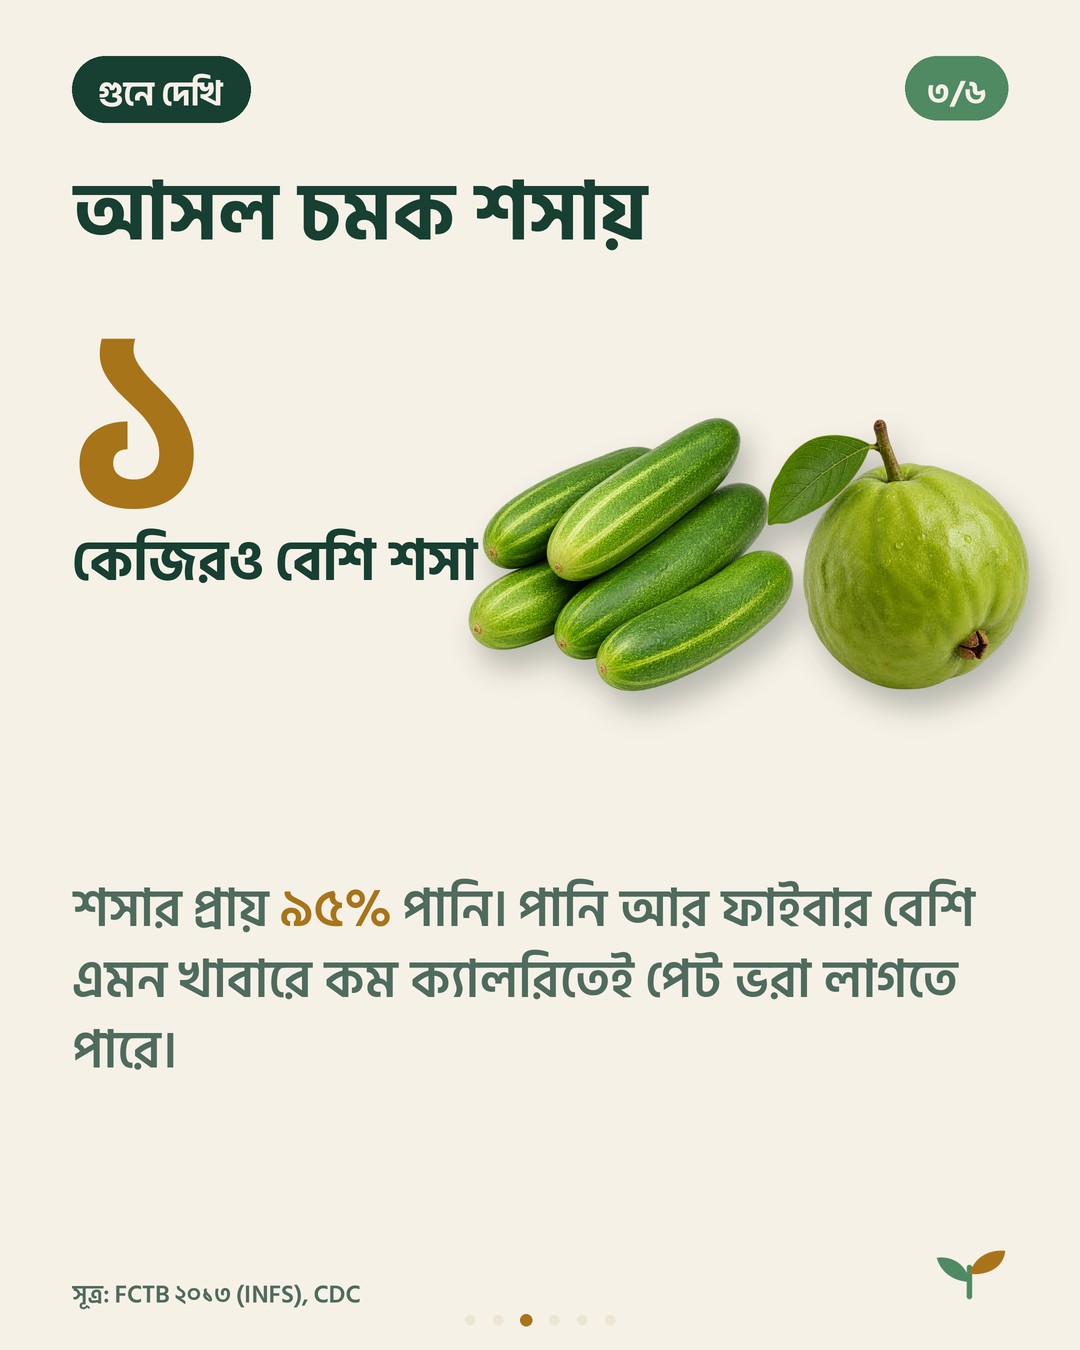 গুনে দেখি
৩/৬
আসল চমক শসায়
১
কেজিরও বেশি শসা
শসার প্রায় ৯৫% পানি। পানি আর ফাইবার বেশি
এমন খাবারে কম ক্যালরিতেই পেট ভরা লাগতে
পারে।
সূত্র: FCTB ২০১৩ (INFS), CDC